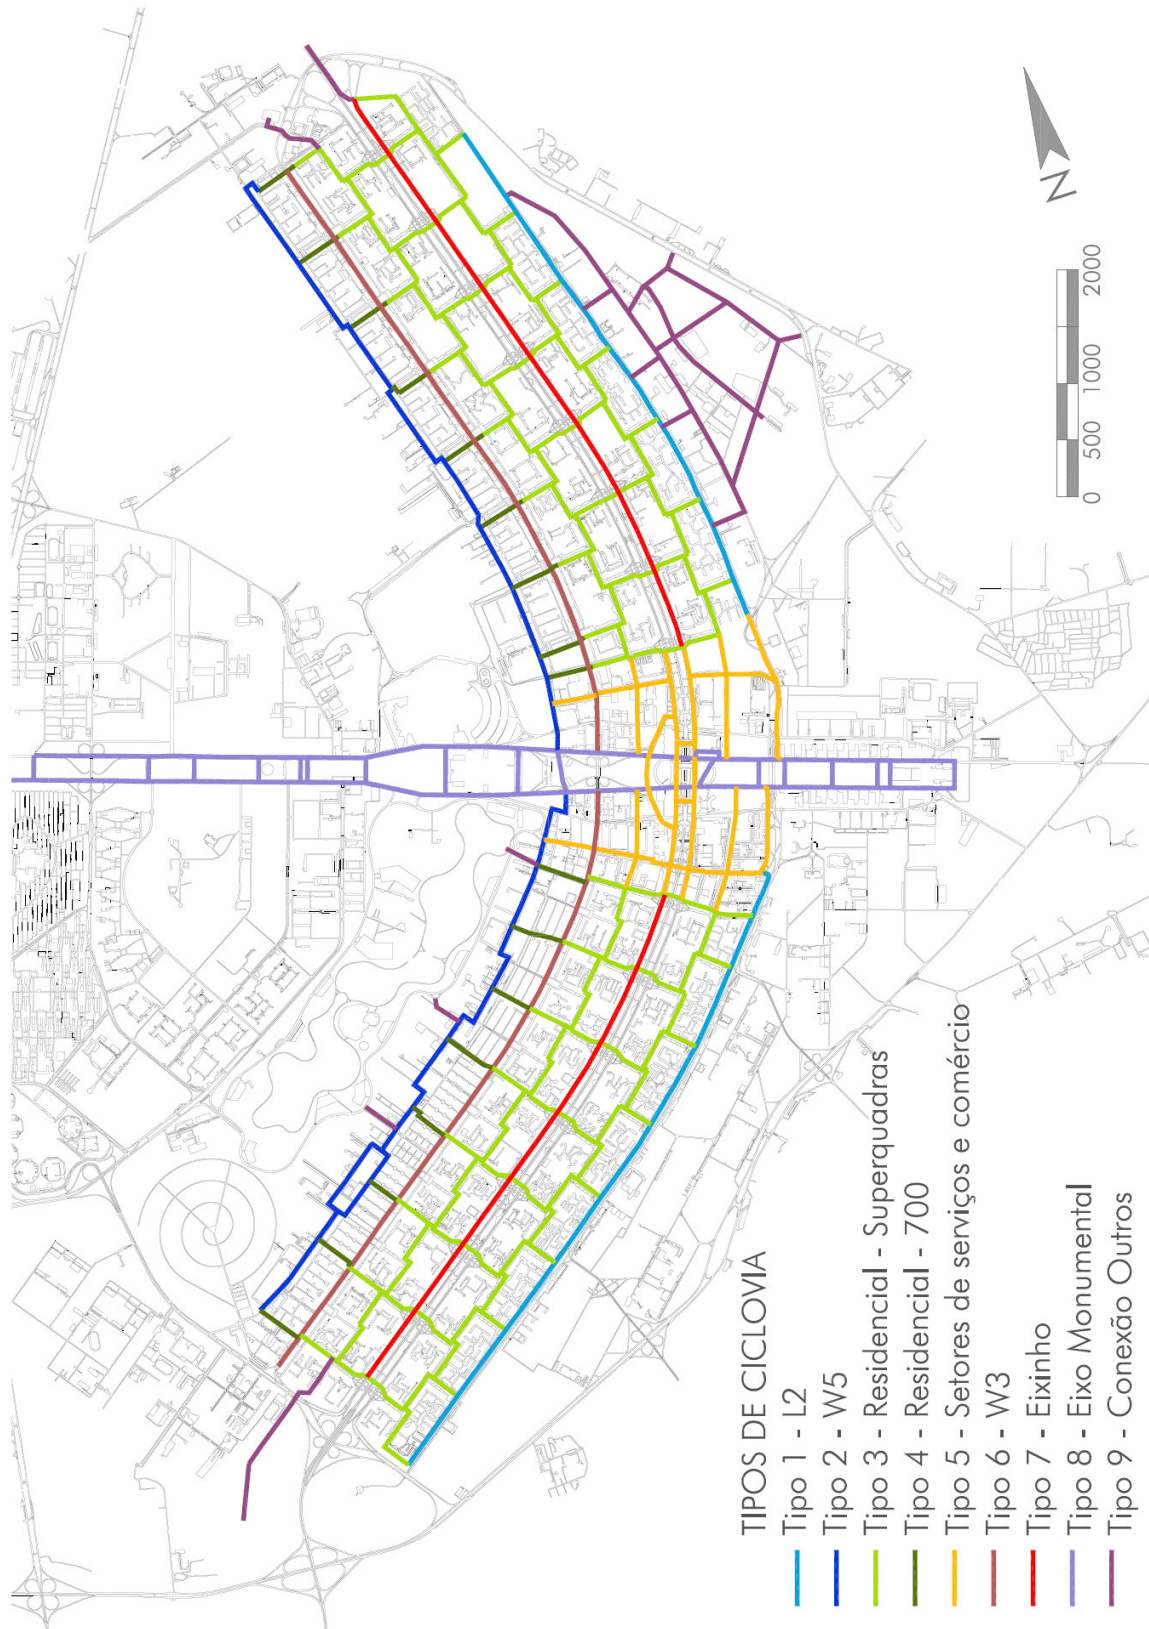 TIPOS DE CICLOVIA
Tipo 1 - L2
Tipo 2 - W5
Tipo 3 - Residencial - Superquadras
Tipo 4 - Residencial - 700
Tipo 5 - Setores de serviços e comércio
Tipo 6 - W3
Tipo 7 - Eixinho
Tipo 8 - Eixo Monumental
Tipo 9 - Conexão Outros
0 500 1000 2000
N